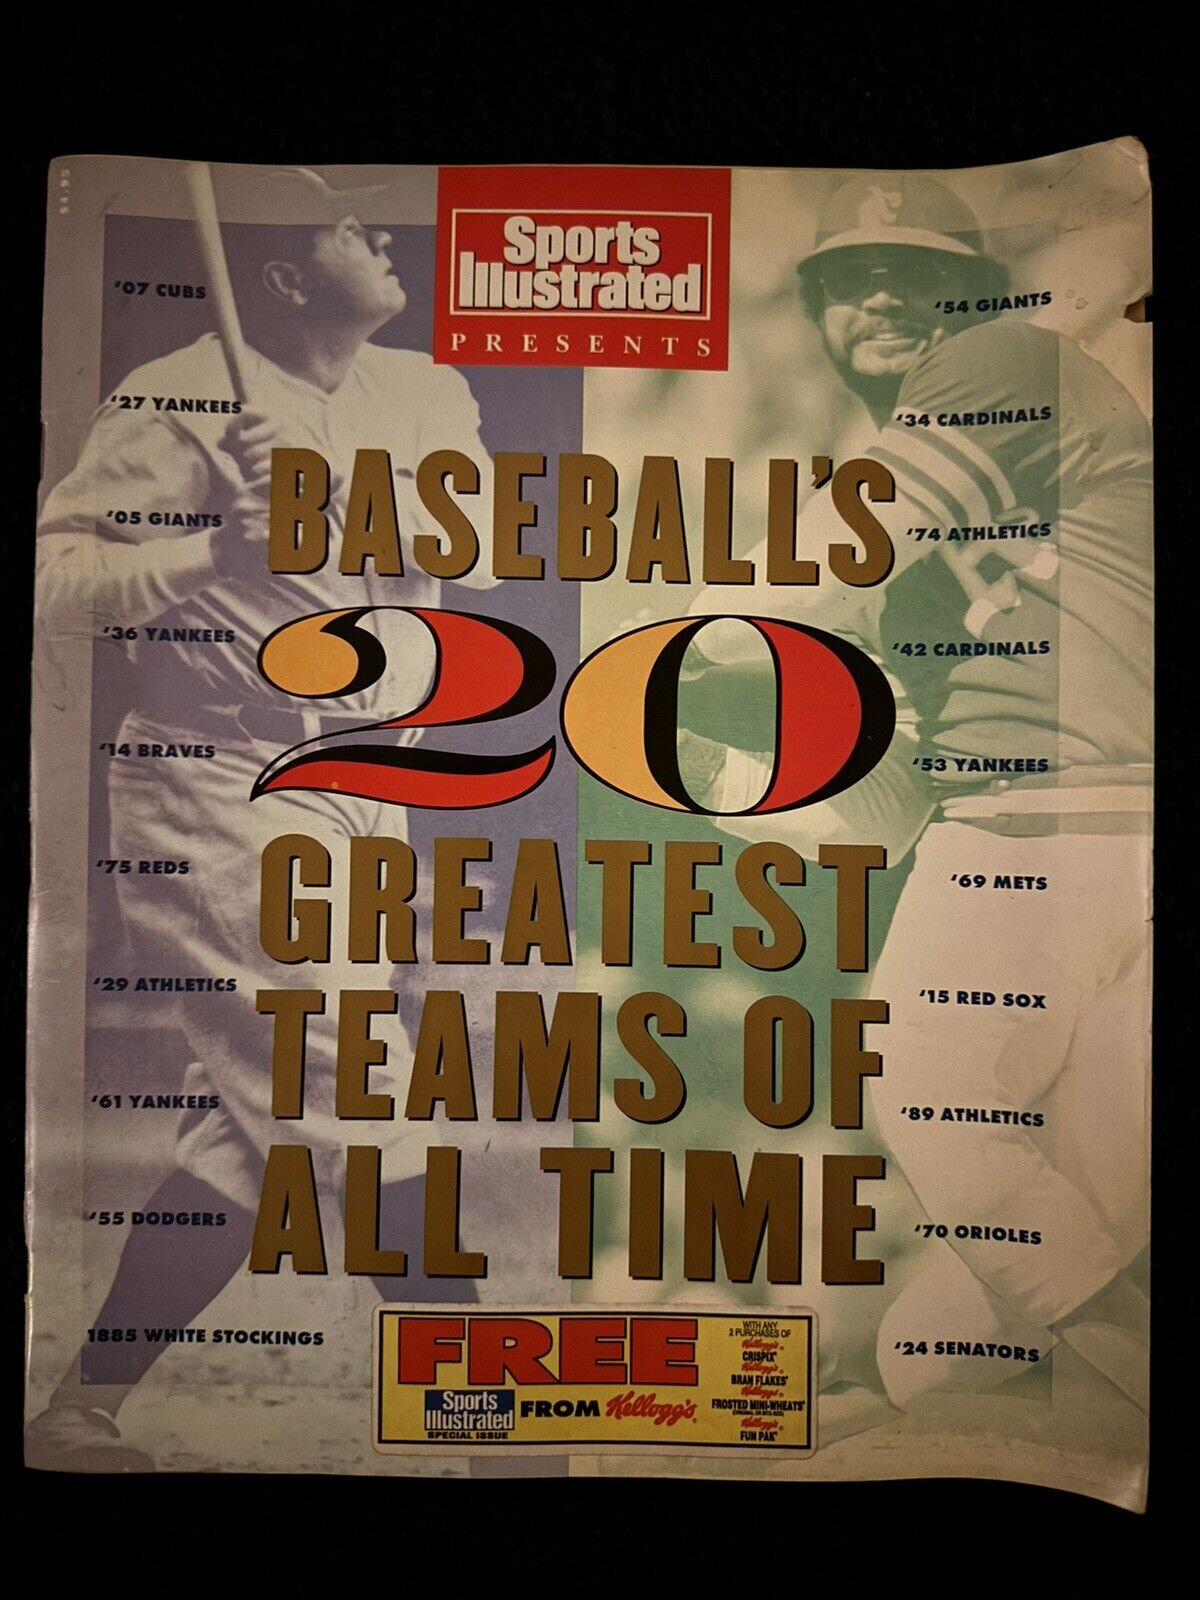 $4.95
Sports
Illustrated
PRESENTS
'07 CUBS
'27 YANKEES
'05 GIANTS
'36 YANKEES
'14 BRAVES
'75 REDS
'29 ATHLETICS
'61 YANKEES
'55 DODGERS
1885 WHITE STOCKINGS
BASEBALL'S
20
GREATEST
TEAMS OF
ALL TIME
'54 GIANTS
'34 CARDINALS
'74 ATHLETICS
'42 CARDINALS
'53 YANKEES
'69 METS
'15 RED SOX
'89 ATHLETICS
'70 ORIOLES
'24 SENATORS
FREE
Sports
Illustrated
SPECIAL ISSUE
FROM Kellogg's®
WITH ANY
2 PURCHASES OF
Kellogg's®
CRISPIX®
Kellogg's®
BRAN FLAKES®
Kellogg's®
FROSTED MINI-WHEATS®
Kellogg's®
FUN PAK®